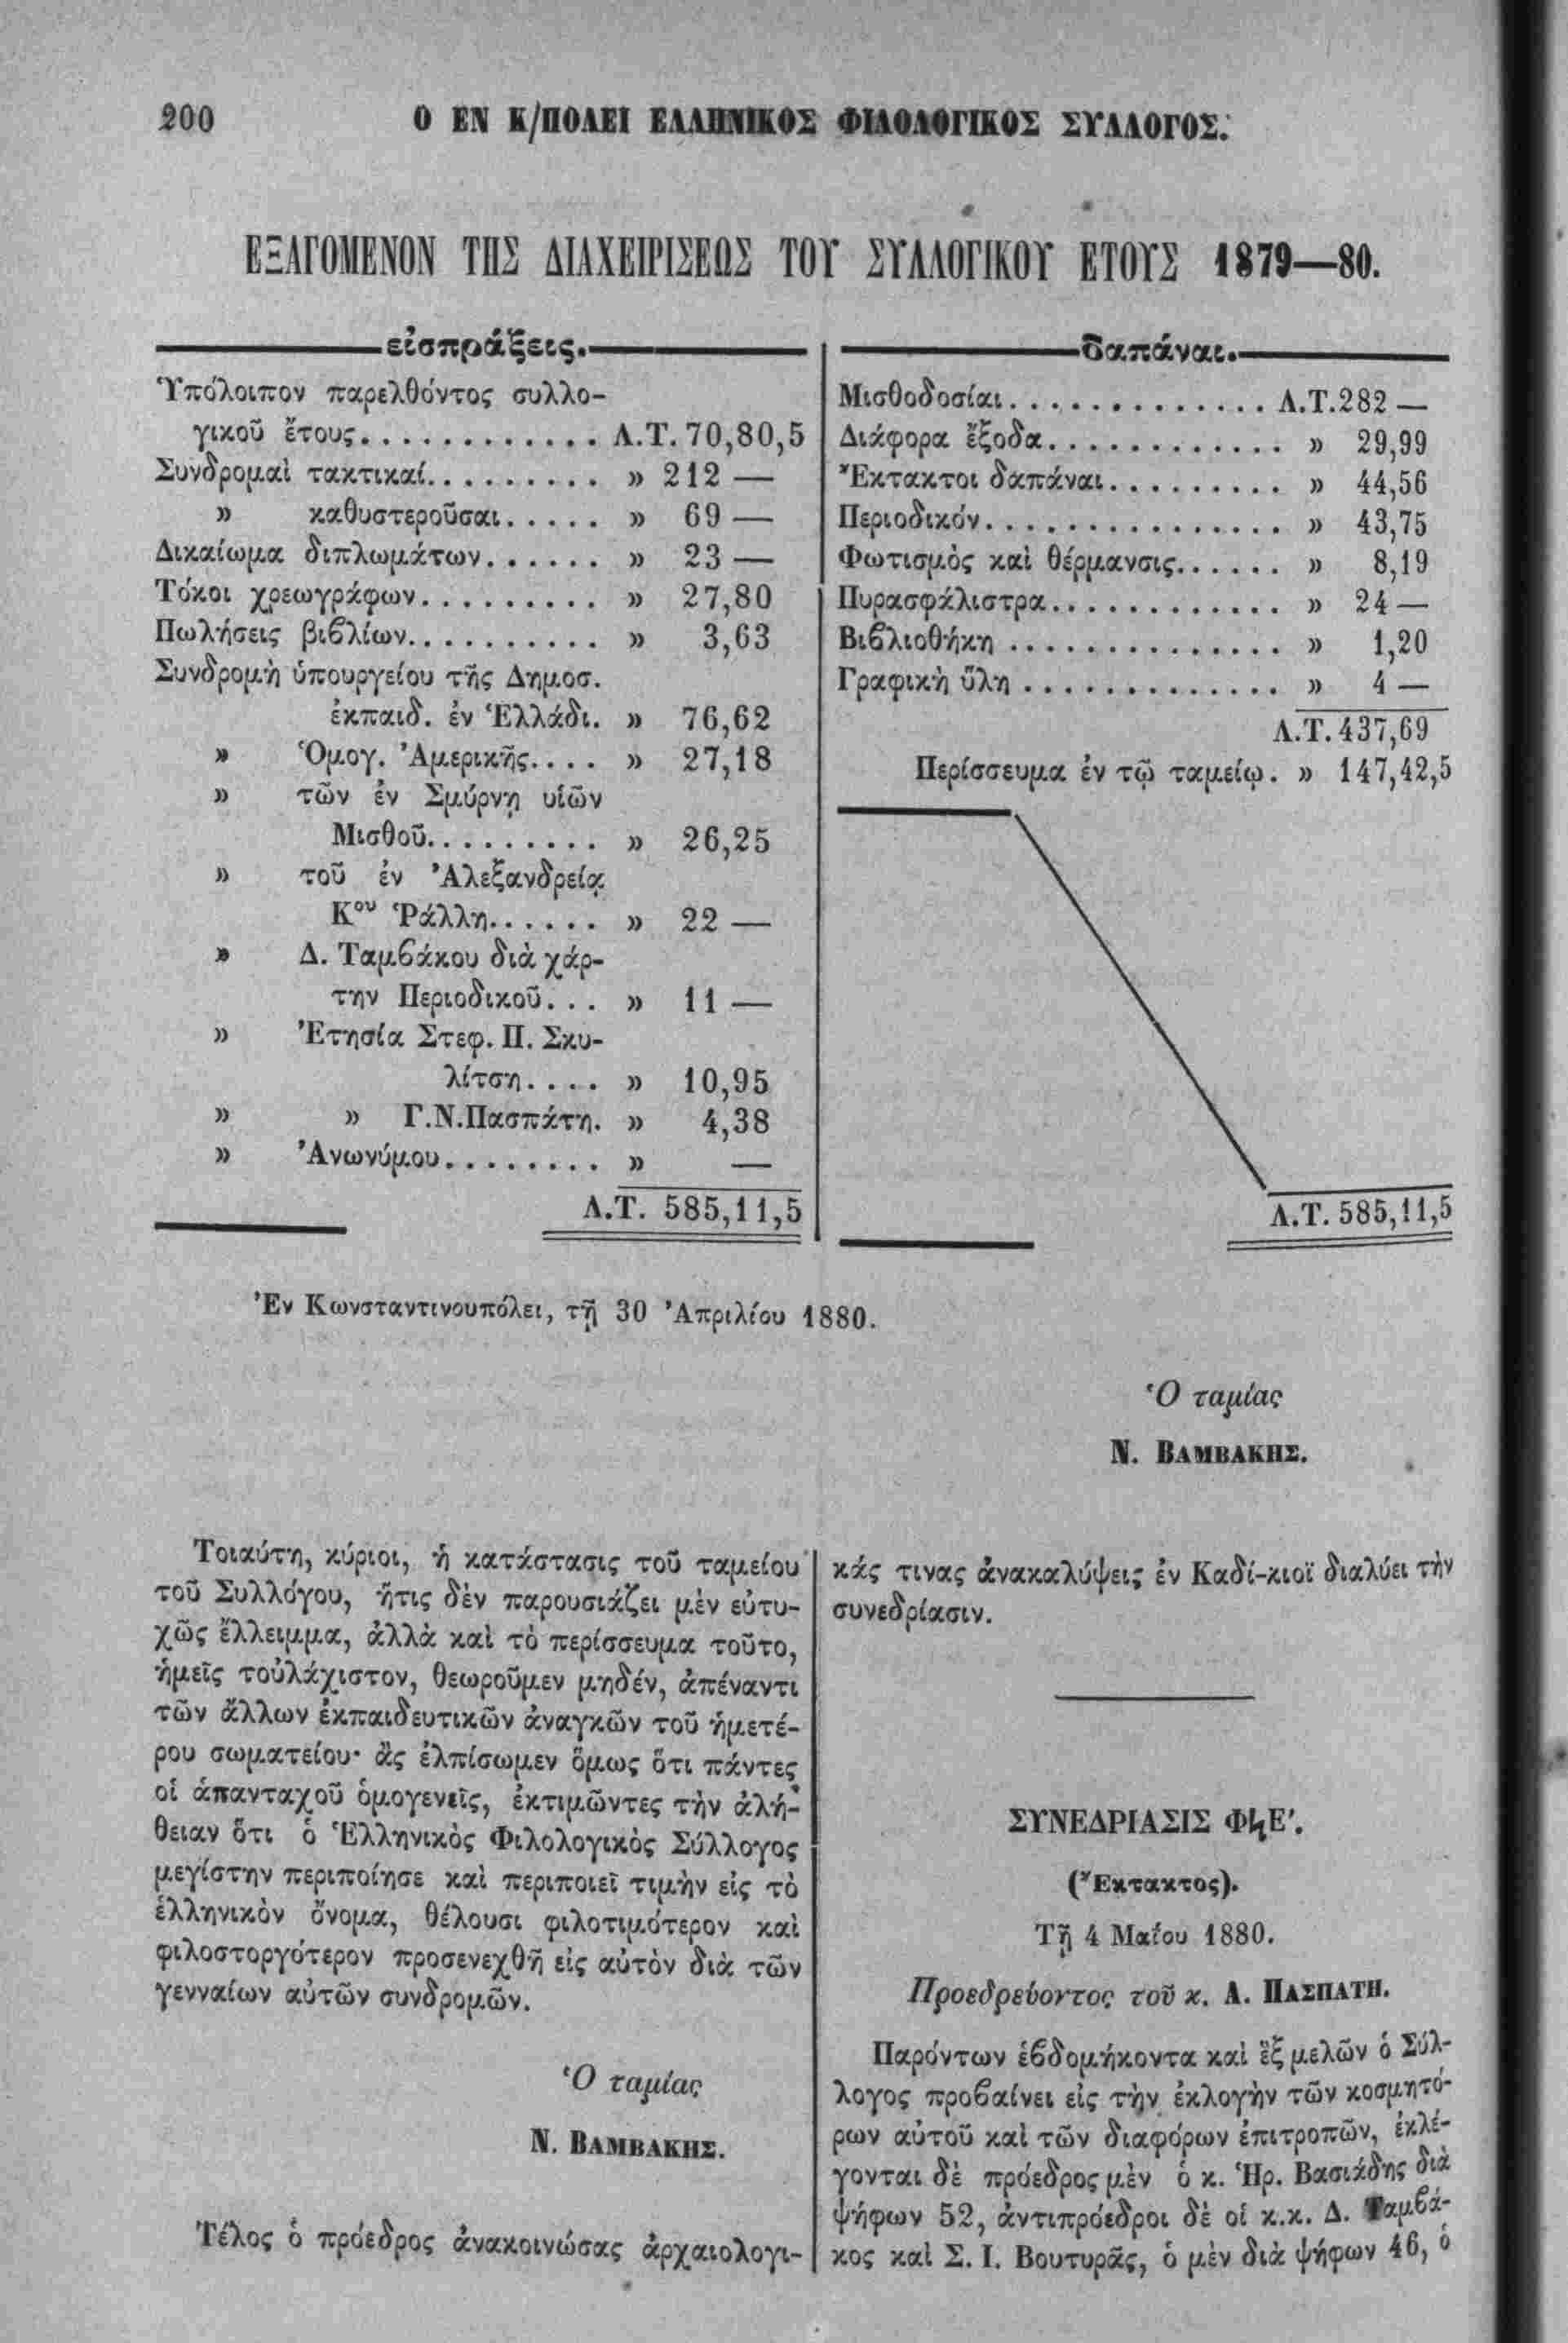 200 Ο ΕΝ Κ/ΠΟΛΕΙ ΕΛΛΗΝΙΚΟΣ ΦΙΛΟΛΟΓΙΚΟΣ ΣΥΛΛΟΓΟΣ.
ΕΞΑΓΟΜΕΝΟΝ ΤΗΣ ΔΙΑΧΕΙΡΙΣΕΩΣ ΤΟΥ ΣΥΛΛΟΓΙΚΟΥ ΕΤΟΥΣ 1879—80.
εἰσπράξεις.
Ὑπόλοιπον παρελθόντος συλλο-
γικοῦ ἔτους............ Λ.Τ. 70,80,5
Συνδρομαὶ τακτικαί......... » 212 —
» καθυστεροῦσαι..... » 69 —
Δικαίωμα διπλωμάτων...... » 23 —
Τόκοι χρεωγράφων......... » 27,80
Πωλήσεις βιβλίων.......... » 3,63
Συνδρομὴ ὑπουργείου τῆς Δημοσ.
ἐκπαιδ. ἐν Ἑλλάδι. » 76,62
» Ὁμογ. Ἀμερικῆς.... » 27,18
» τῶν ἐν Σμύρνῃ υἱῶν
Μισθοῦ......... » 26,25
» τοῦ ἐν Ἀλεξανδρείᾳ
Κου Ῥάλλη...... » 22 —
» Δ. Ταμβάκου διὰ χάρ-
την Περιοδικοῦ... » 11 —
» Ἐτησία Στεφ. Π. Σκυ-
λίτση.... » 10,95
» » Γ.Ν.Πασπάτη. » 4,38
» Ἀνωνύμου........ » —
Λ.Τ. 585,11,5
δαπάναι.
Μισθοδοσίαι............. Λ.Τ.282 —
Διάφορα ἔξοδα............ » 29,99
Ἔκτακτοι δαπάναι......... » 44,56
Περιοδικόν............... » 43,75
Φωτισμὸς καὶ θέρμανσις...... » 8,19
Πυρασφάλιστρα............ » 24 —
Βιβλιοθήκη .............. » 1,20
Γραφικὴ ὕλη ............. » 4 —
Λ.Τ. 437,69
Περίσσευμα ἐν τῷ ταμείῳ. » 147,42,5
Λ.Τ. 585,11,5
Ἐν Κωνσταντινουπόλει, τῇ 30 Ἀπριλίου 1880.
Ὁ ταμίας
Ν. ΒΑΜΒΑΚΗΣ.
Τοιαύτη, κύριοι, ἡ κατάστασις τοῦ ταμείου
τοῦ Συλλόγου, ἥτις δὲν παρουσιάζει μὲν εὐτυ-
χῶς ἔλλειμμα, ἀλλὰ καὶ τὸ περίσσευμα τοῦτο,
ἡμεῖς τοὐλάχιστον, θεωροῦμεν μηδέν, ἀπέναντι
τῶν ἄλλων ἐκπαιδευτικῶν ἀναγκῶν τοῦ ἡμετέ-
ρου σωματείου· ἂς ἐλπίσωμεν ὅμως ὅτι πάντες
οἱ ἁπανταχοῦ ὁμογενεῖς, ἐκτιμῶντες τὴν ἀλή-
θειαν ὅτι ὁ Ἑλληνικὸς Φιλολογικὸς Σύλλογος
μεγίστην περιποίησε καὶ περιποιεῖ τιμὴν εἰς τὸ
ἑλληνικὸν ὄνομα, θέλουσι φιλοτιμότερον καὶ
φιλοστοργότερον προσενεχθῆ εἰς αὐτὸν διὰ τῶν
γενναίων αὐτῶν συνδρομῶν.
Ὁ ταμίας
Ν. ΒΑΜΒΑΚΗΣ.
Τέλος ὁ πρόεδρος ἀνακοινώσας ἀρχαιολογι-
κάς τινας ἀνακαλύψεις ἐν Καδί-κιοϊ διαλύει τὴν
συνεδρίασιν.
ΣΥΝΕΔΡΙΑΣΙΣ ΦϞΕʹ.
(Ἔκτακτος).
Τῇ 4 Μαΐου 1880.
Προεδρεύοντος τοῦ κ. Α. ΠΑΣΠΑΤΗ.
Παρόντων ἑβδομήκοντα καὶ ἓξ μελῶν ὁ Σύλ-
λογος προβαίνει εἰς τὴν ἐκλογὴν τῶν κοσμητό-
ρων αὐτοῦ καὶ τῶν διαφόρων ἐπιτροπῶν, ἐκλέ-
γονται δὲ πρόεδρος μὲν ὁ κ. Ἡρ. Βασιάδης διὰ
ψήφων 52, ἀντιπρόεδροι δὲ οἱ κ.κ. Δ. Ταμβά-
κος καὶ Σ. Ι. Βουτυρᾶς, ὁ μὲν διὰ ψήφων 46, ὁ